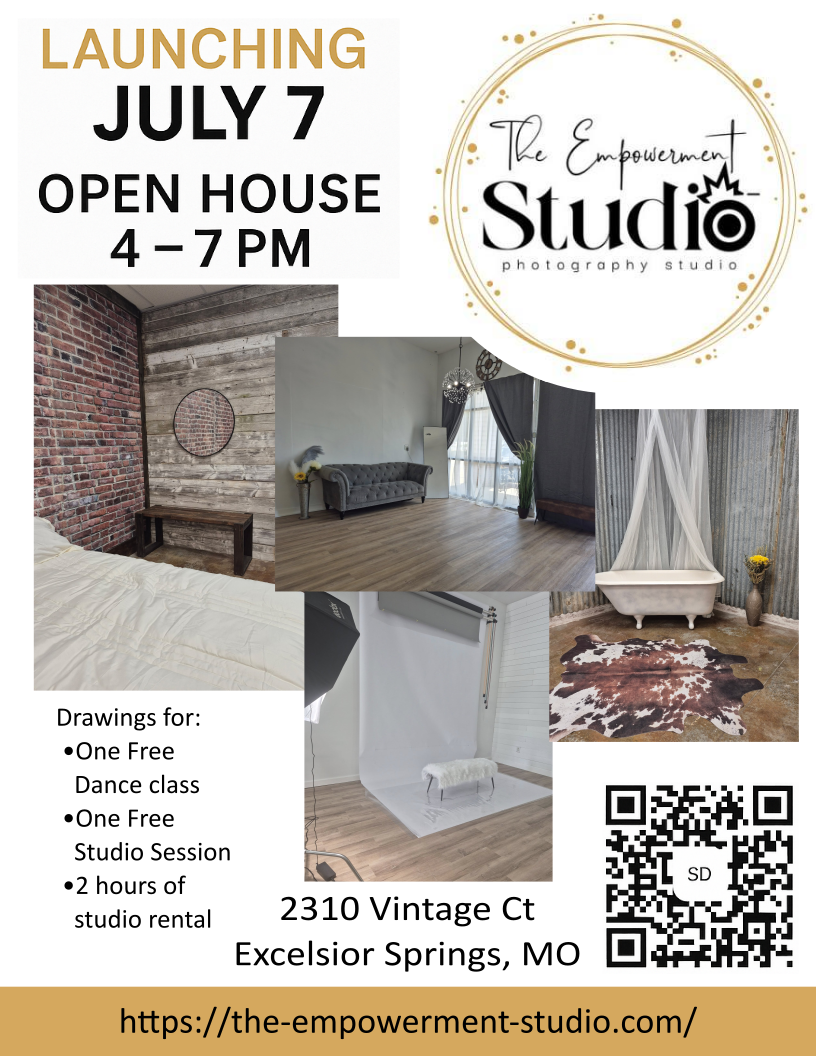 LAUNCHING
JULY 7
OPEN HOUSE
4 – 7 PM
The Empowerment
Studio
photography studio
Drawings for:
•One Free
Dance class
•One Free
Studio Session
•2 hours of
studio rental
2310 Vintage Ct
Excelsior Springs, MO
SD
https://the-empowerment-studio.com/